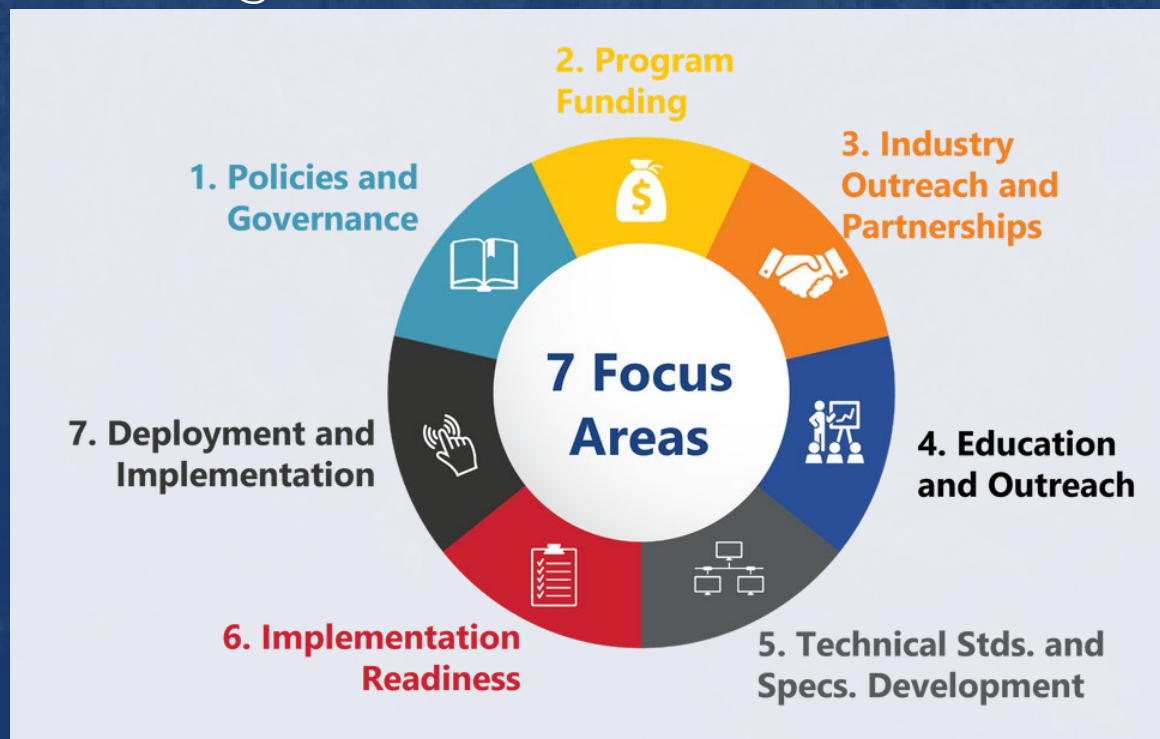 1. Policies and
Governance
2. Program
Funding
$
3. Industry
Outreach and
Partnerships
4. Education
and Outreach
5. Technical Stds. and
Specs. Development
6. Implementation
Readiness
7. Deployment and
Implementation
7 Focus
Areas